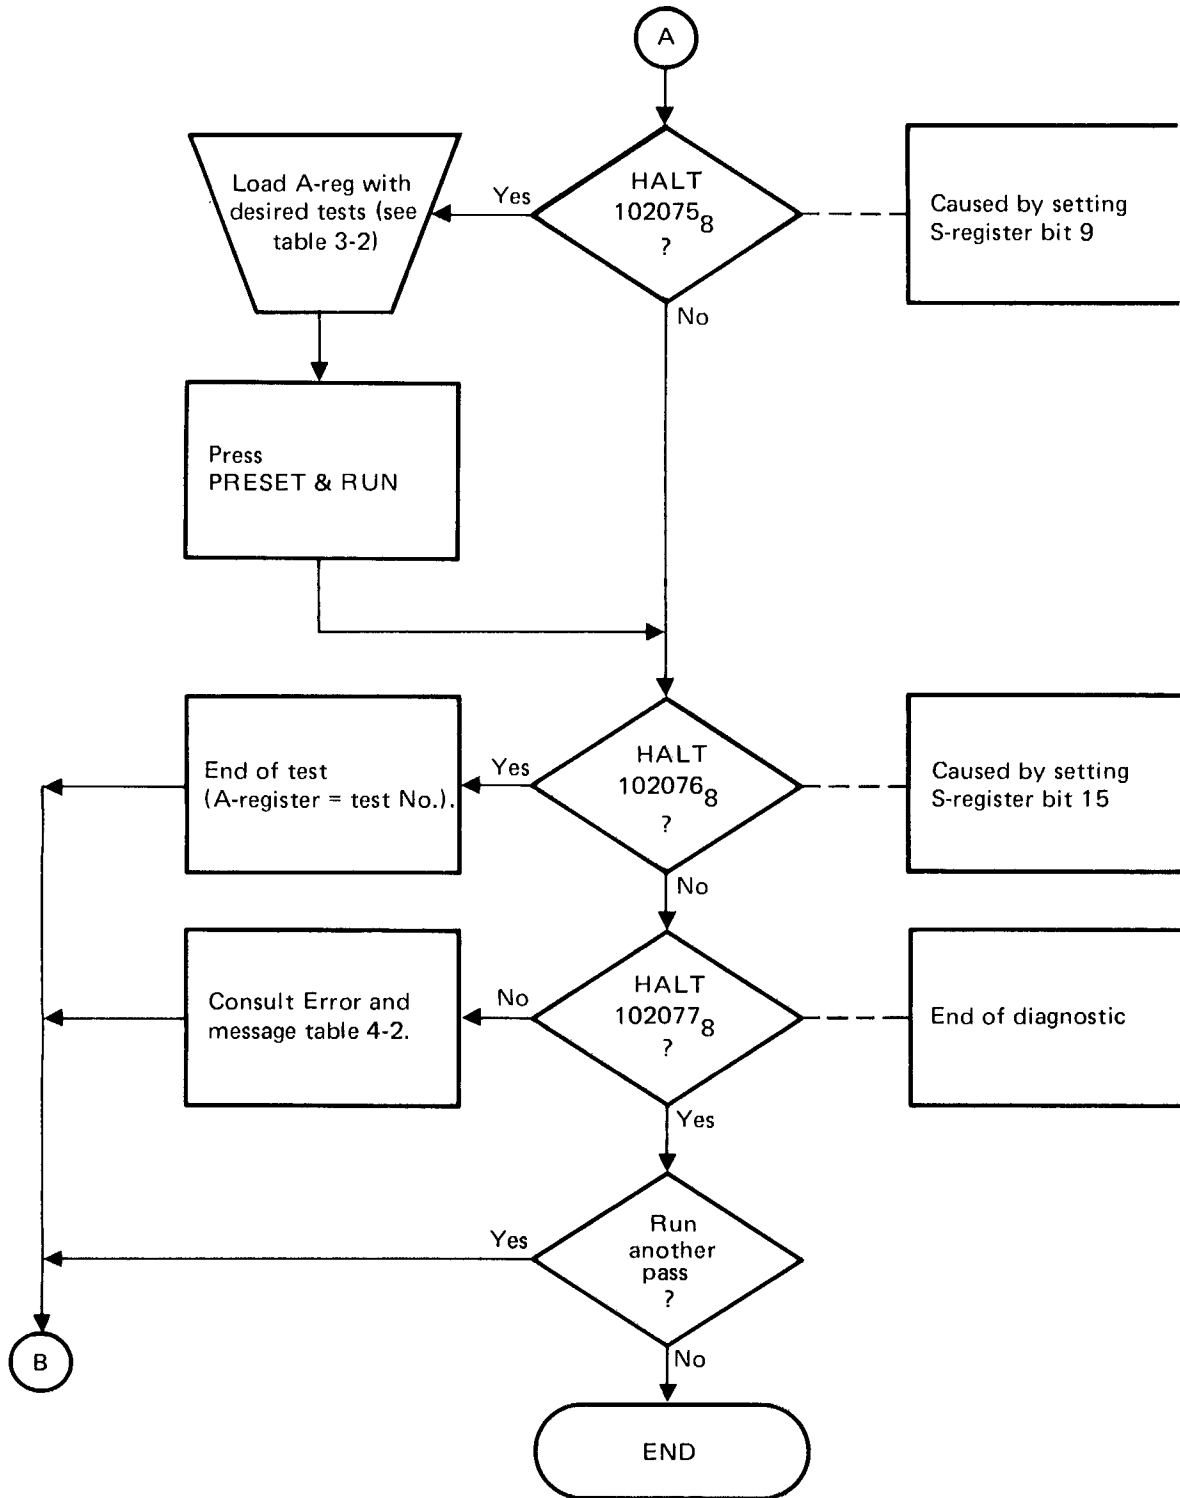 A
HALT
102075₈
?
Yes
No
Load A-reg with
desired tests (see
table 3-2)
Caused by setting
S-register bit 9
Press
PRESET & RUN
HALT
102076₈
?
Yes
No
End of test
(A-register = test No.).
Caused by setting
S-register bit 15
HALT
102077₈
?
No
Yes
Consult Error and
message table 4-2.
End of diagnostic
Run
another
pass
?
Yes
No
B
END